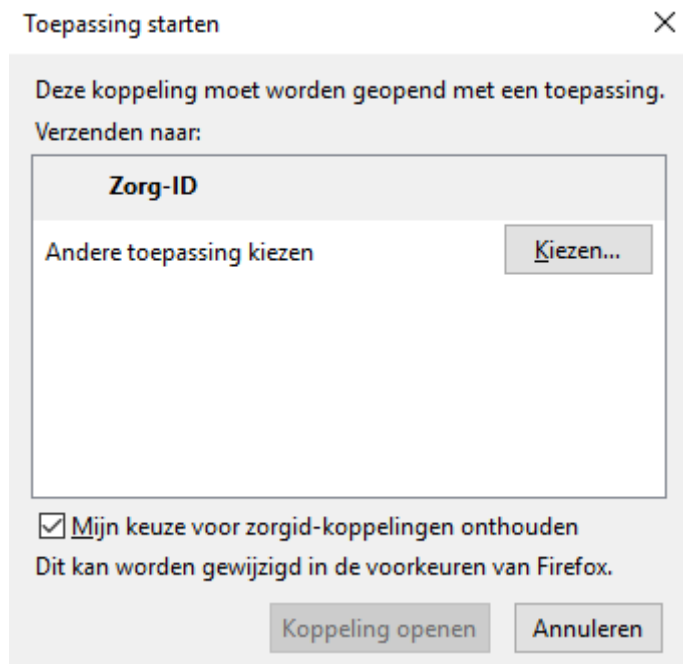 Toepassing starten
Deze koppeling moet worden geopend met een toepassing.
Verzenden naar:
Zorg-ID
Andere toepassing kiezen
Kiezen...
Mijn keuze voor zorgid-koppelingen onthouden
Dit kan worden gewijzigd in de voorkeuren van Firefox.
Koppeling openen
Annuleren